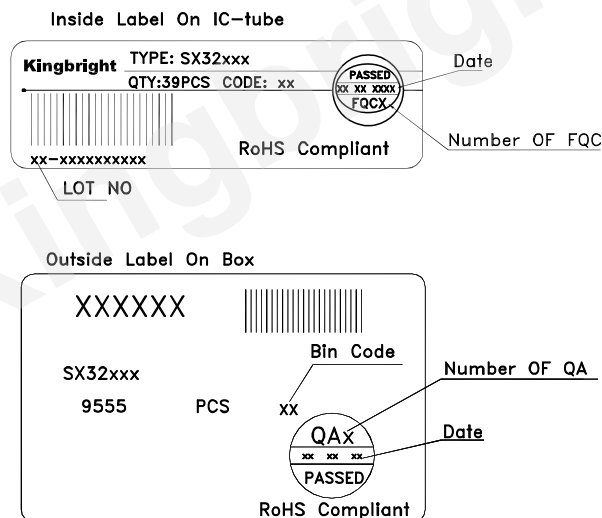 Inside Label On IC-tube
Kingbright
TYPE: SX32xxx
QTY:39PCS CODE: xx
PASSED
xx xx xxxx
FQCX
Date
Number OF FQC
RoHS Compliant
xx-xxxxxxxxxx
LOT NO
Outside Label On Box
XXXXXX
Bin Code
SX32xxx
9555 PCS xx
Number OF QA
QAx
Date
xx xx xx
PASSED
RoHS Compliant
Kingbright